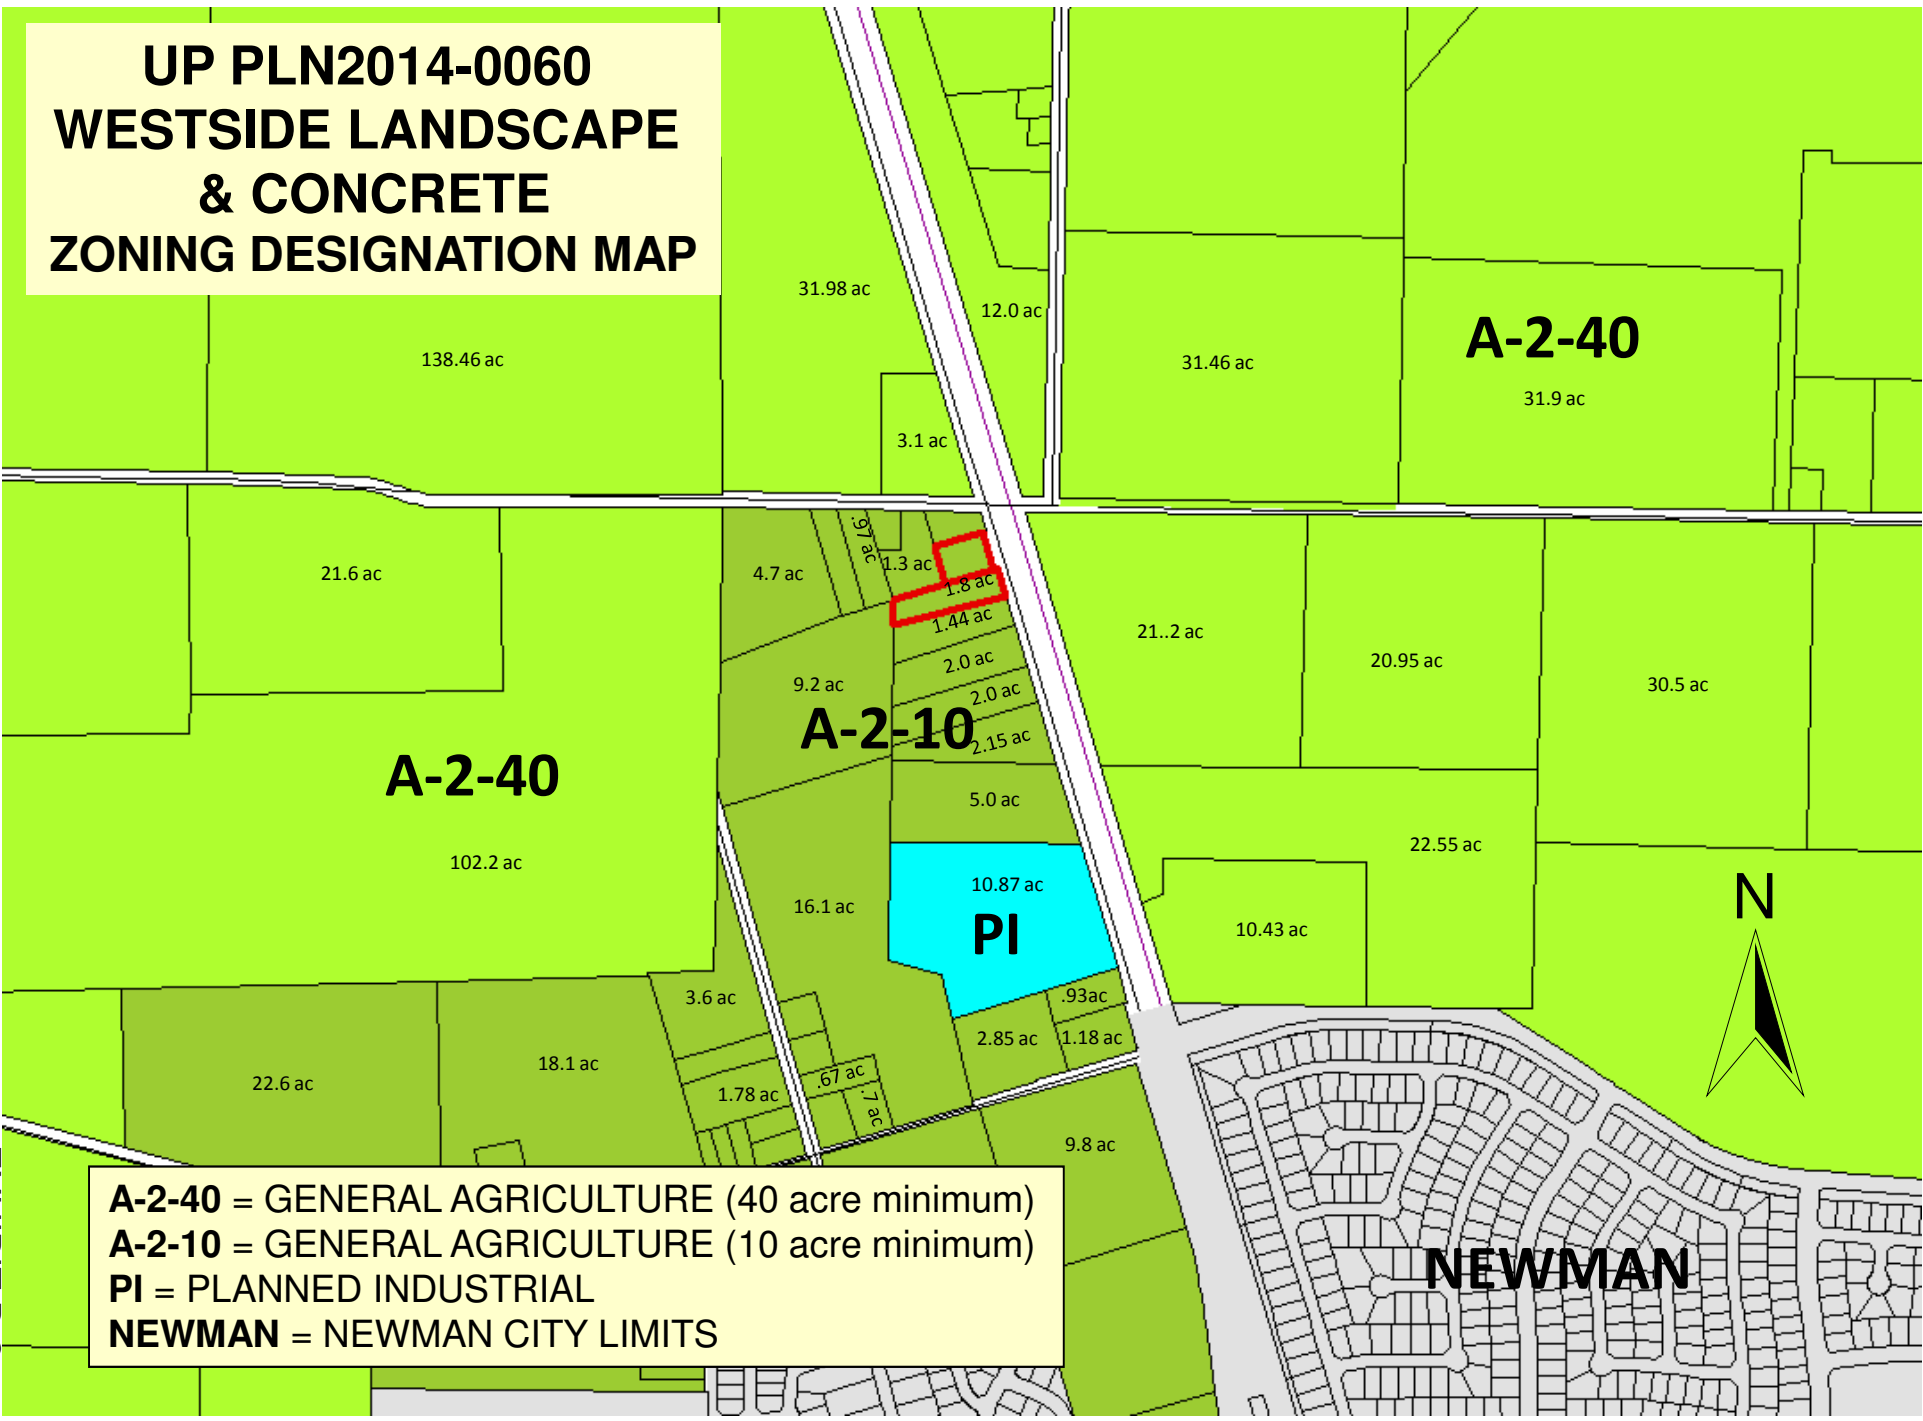 UP PLN2014-0060
WESTSIDE LANDSCAPE
& CONCRETE
ZONING DESIGNATION MAP
31.98 ac
12.0 ac
138.46 ac
31.46 ac
A-2-40
31.9 ac
3.1 ac
.97 ac
21.6 ac
4.7 ac
1.3 ac
1.8 ac
1.44 ac
21..2 ac
2.0 ac
20.95 ac
9.2 ac
2.0 ac
30.5 ac
A-2-10
2.15 ac
A-2-40
5.0 ac
102.2 ac
22.55 ac
10.87 ac
N
16.1 ac
PI
10.43 ac
3.6 ac
.93ac
2.85 ac
1.18 ac
18.1 ac
22.6 ac
.67 ac
1.78 ac
.7 ac
9.8 ac
A-2-40 = GENERAL AGRICULTURE (40 acre minimum)
A-2-10 = GENERAL AGRICULTURE (10 acre minimum)
PI = PLANNED INDUSTRIAL
NEWMAN = NEWMAN CITY LIMITS
NEWMAN